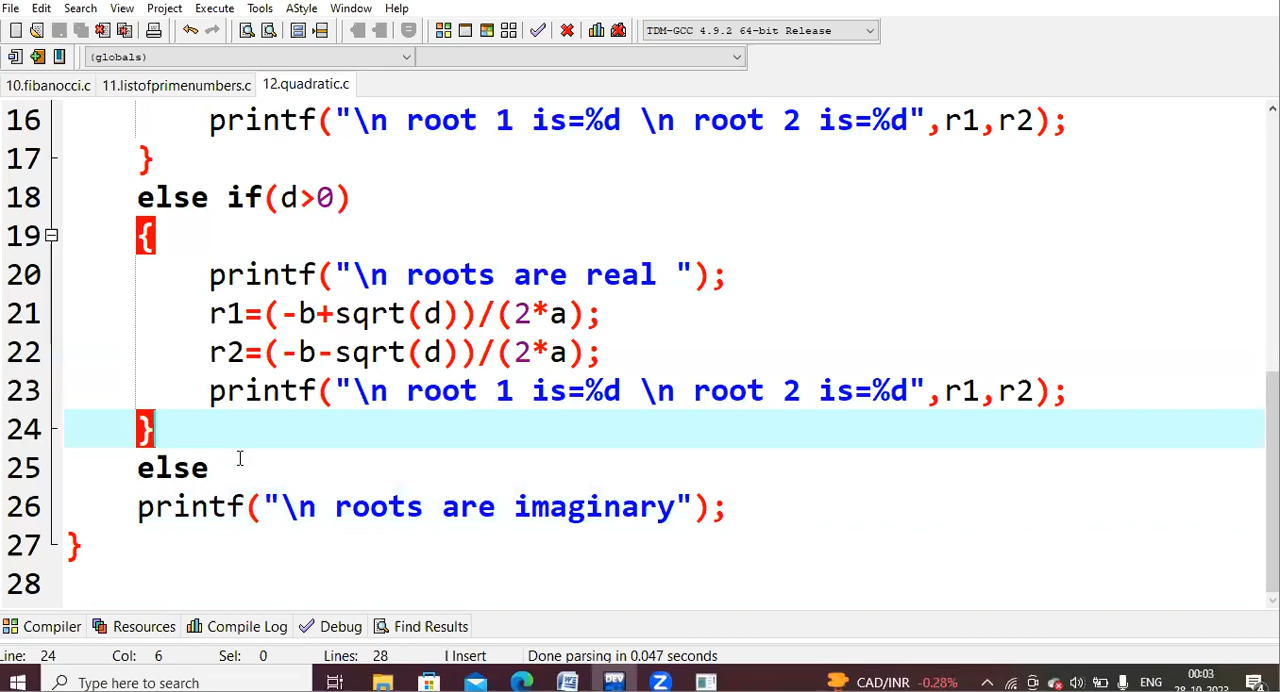 File Edit Search View Project Execute Tools AStyle Window Help
TDM-GCC 4.9.2 64-bit Release
(globals)
10.fibanocci.c 11.listofprimenumbers.c 12.quadratic.c
16 printf("\n root 1 is=%d \n root 2 is=%d",r1,r2);
17 }
18 else if(d>0)
19 {
20 printf("\n roots are real ");
21 r1=(-b+sqrt(d))/(2*a);
22 r2=(-b-sqrt(d))/(2*a);
23 printf("\n root 1 is=%d \n root 2 is=%d",r1,r2);
24 }
25 else
26 printf("\n roots are imaginary");
27 }
28
Compiler Resources Compile Log Debug Find Results
Line: 24 Col: 6 Sel: 0 Lines: 28 Insert Done parsing in 0.047 seconds
Type here to search DEV Z CAD/INR -0.28% ENG 00:03